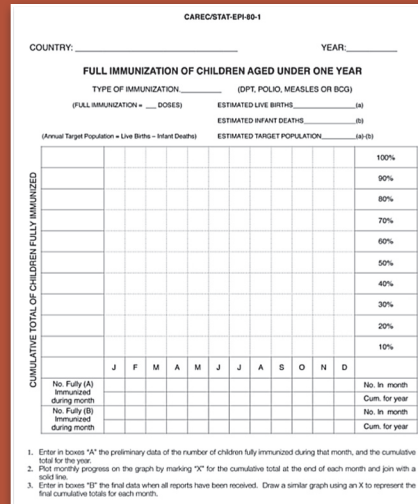 CAREC/STAT-EPI-80-1
COUNTRY: YEAR:
FULL IMMUNIZATION OF CHILDREN AGED UNDER ONE YEAR
TYPE OF IMMUNIZATION. (DPT, POLIO, MEASLES OR BCG)
(FULL IMMUNIZATION = ___ DOSES) ESTIMATED LIVE BIRTHS (a)
ESTIMATED INFANT DEATHS (b)
(Annual Target Population = Live Births – Infant Deaths) ESTIMATED TARGET POPULATION (a)-(b)
CUMULATIVE TOTAL OF CHILDREN FULLY IMMUNIZED
100%
90%
80%
70%
60%
50%
40%
30%
20%
10%
J F M A M J J A S O N D
No. Fully (A) No. In month
Immunized
during month Cum. for year
No. Fully (B) No. In month
Immunized
during month Cum. for year
1. Enter in boxes "A" the preliminary data of the number of children fully immunized during that month, and the cumulative
total for the year.
2. Plot monthly progress on the graph by marking "X" for the cumulative total at the end of each month and join with a
solid line.
3. Enter in boxes "B" the final data when all reports have been received. Draw a similar graph using an X to represent the
final cumulative totals for each month.